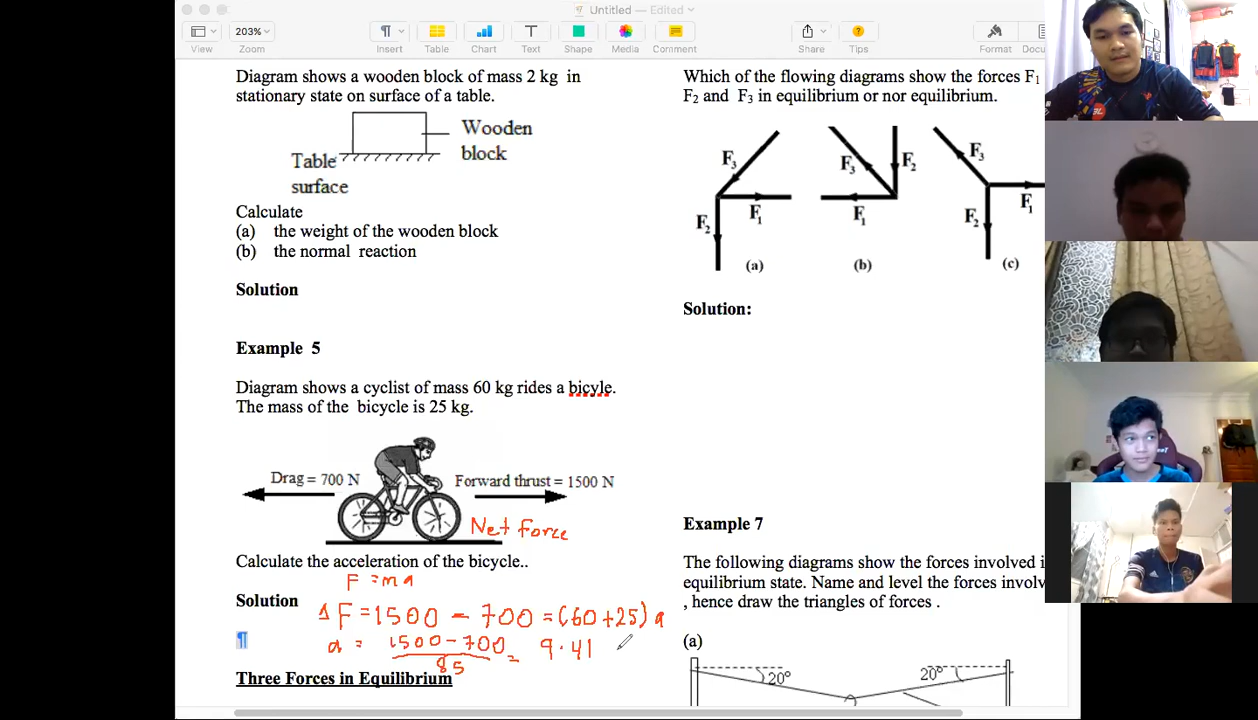 Untitled — Edited
203%
View
Zoom
Insert
Table
Chart
Text
Shape
Media
Comment
Share
Tips
Format
Docu
Diagram shows a wooden block of mass 2 kg in
stationary state on surface of a table.
Wooden
block
Table
surface
Calculate
(a) the weight of the wooden block
(b) the normal reaction
Solution
Example 5
Diagram shows a cyclist of mass 60 kg rides a bicyle.
The mass of the bicycle is 25 kg.
Drag = 700 N
Forward thrust = 1500 N
Net force
Calculate the acceleration of the bicycle..
F = ma
Solution
ΔF = 1500 - 700 = (60+25) a
a = 1500 - 700 = 9.41
85
¶
Three Forces in Equilibrium
Which of the flowing diagrams show the forces F1
F2 and F3 in equilibrium or nor equilibrium.
F3
F2
F1
(a)
F3
F2
F1
(b)
F3
F2
F1
(c)
Solution:
Example 7
The following diagrams show the forces involved i
equilibrium state. Name and level the forces involv
, hence draw the triangles of forces .
(a)
20°
20°